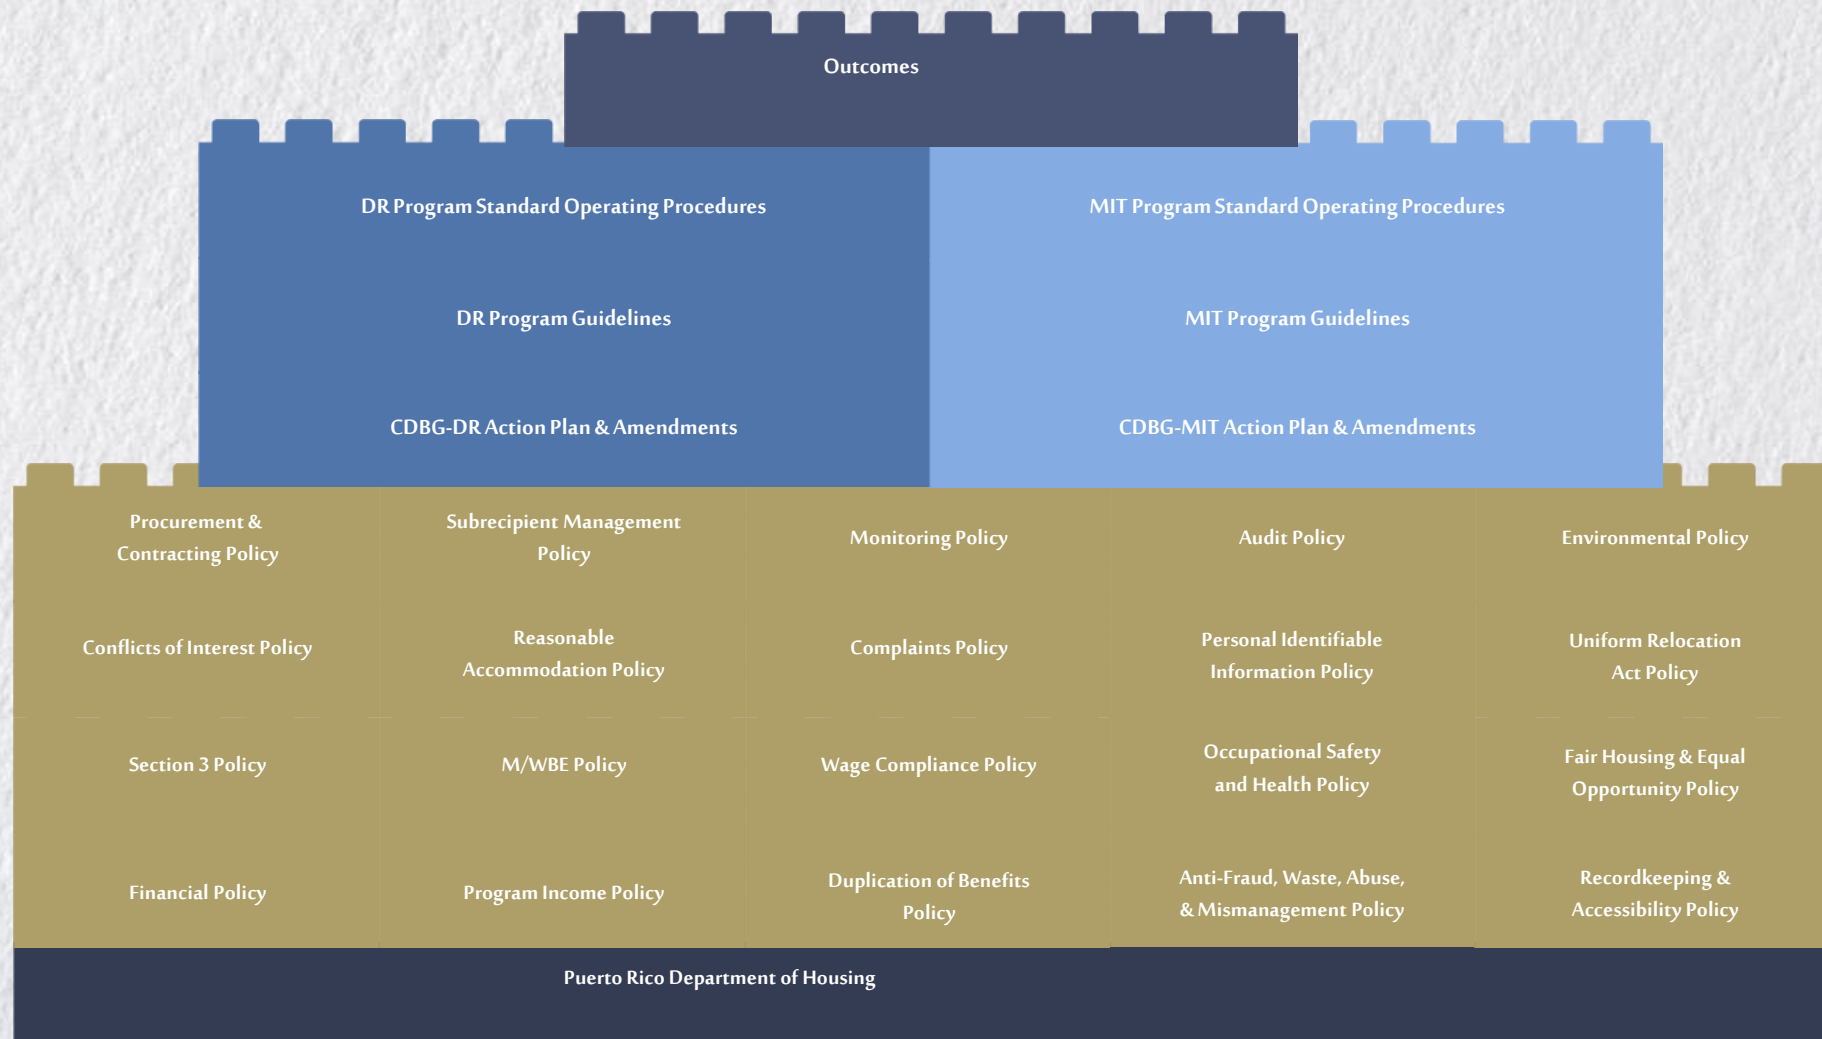 Outcomes
DR Program Standard Operating Procedures
MIT Program Standard Operating Procedures
DR Program Guidelines
MIT Program Guidelines
CDBG-DR Action Plan & Amendments
CDBG-MIT Action Plan & Amendments
Procurement &
Contracting Policy
Subrecipient Management
Policy
Monitoring Policy
Audit Policy
Environmental Policy
Conflicts of Interest Policy
Reasonable
Accommodation Policy
Complaints Policy
Personal Identifiable
Information Policy
Uniform Relocation
Act Policy
Section 3 Policy
M/WBE Policy
Wage Compliance Policy
Occupational Safety
and Health Policy
Fair Housing & Equal
Opportunity Policy
Financial Policy
Program Income Policy
Duplication of Benefits
Policy
Anti-Fraud, Waste, Abuse,
& Mismanagement Policy
Recordkeeping &
Accessibility Policy
Puerto Rico Department of Housing